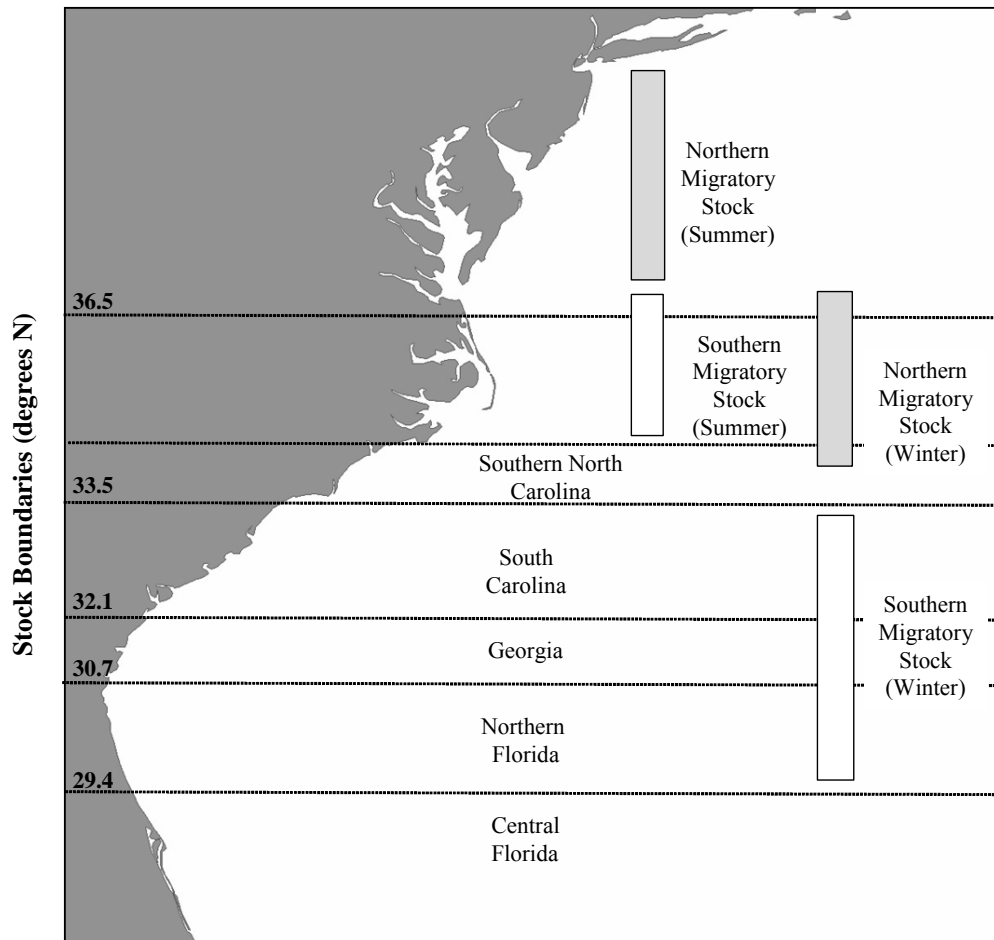 Stock Boundaries (degrees N)
Northern
Migratory
Stock
(Summer)
36.5
Southern
Migratory
Stock
(Summer)
Northern
Migratory
Stock
(Winter)
Southern North
Carolina
33.5
South
Carolina
32.1
Southern
Migratory
Stock
(Winter)
Georgia
30.7
Northern
Florida
29.4
Central
Florida